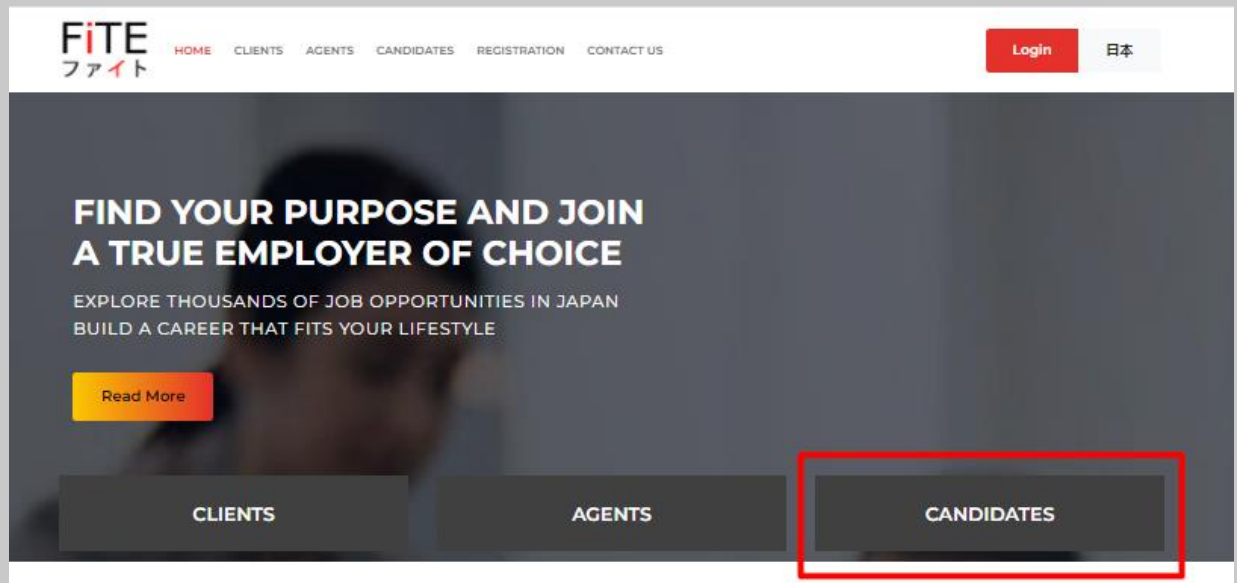 FiTE
ファイト
HOME CLIENTS AGENTS CANDIDATES REGISTRATION CONTACT US
Login 日本
FIND YOUR PURPOSE AND JOIN
A TRUE EMPLOYER OF CHOICE
EXPLORE THOUSANDS OF JOB OPPORTUNITIES IN JAPAN
BUILD A CAREER THAT FITS YOUR LIFESTYLE
Read More
CLIENTS AGENTS CANDIDATES